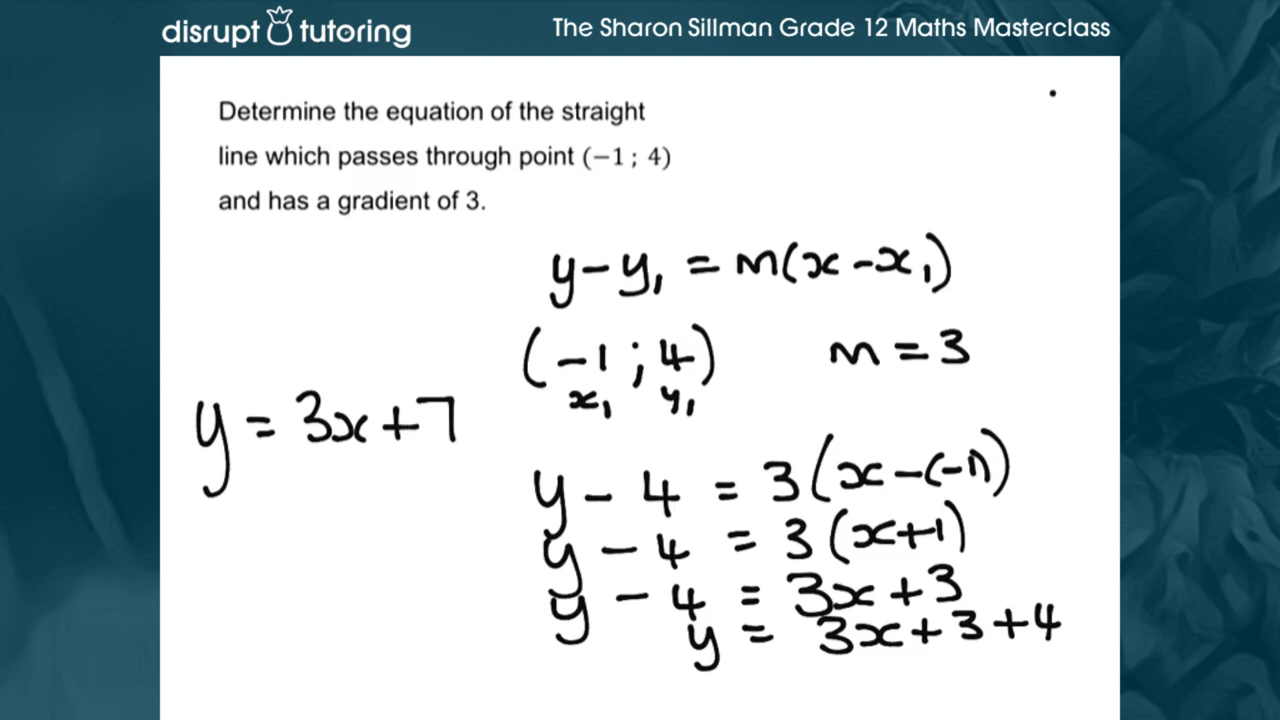 disrupt tutoring
The Sharon Sillman Grade 12 Maths Masterclass
Determine the equation of the straight
line which passes through point (−1 ; 4)
and has a gradient of 3.
y − y₁ = m(x − x₁)
(−1 ; 4) m = 3
x₁ y₁
y = 3x + 7
y − 4 = 3(x − (−1))
y − 4 = 3(x + 1)
y − 4 = 3x + 3
y = 3x + 3 + 4